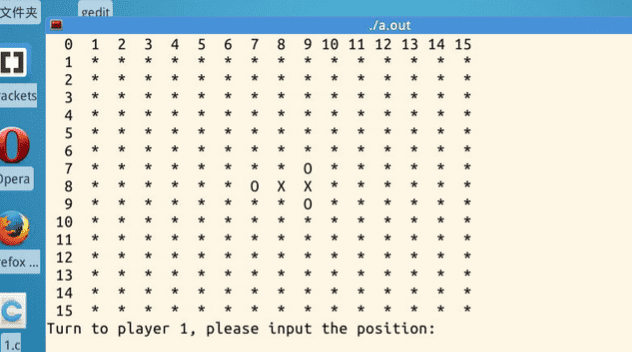 文件夹
gedit
./a.out
0 1 2 3 4 5 6 7 8 9 10 11 12 13 14 15
1 * * * * * * * * * * * * * * *
2 * * * * * * * * * * * * * * *
3 * * * * * * * * * * * * * * *
4 * * * * * * * * * * * * * * *
5 * * * * * * * * * * * * * * *
6 * * * * * * * * * * * * * * *
7 * * * * * * * * O * * * * * *
8 * * * * * * O X X * * * * * *
9 * * * * * * * * O * * * * * *
10 * * * * * * * * * * * * * * *
11 * * * * * * * * * * * * * * *
12 * * * * * * * * * * * * * * *
13 * * * * * * * * * * * * * * *
14 * * * * * * * * * * * * * * *
15 * * * * * * * * * * * * * * *
Turn to player 1, please input the position:
rackets
Opera
refox ...
C
1.c